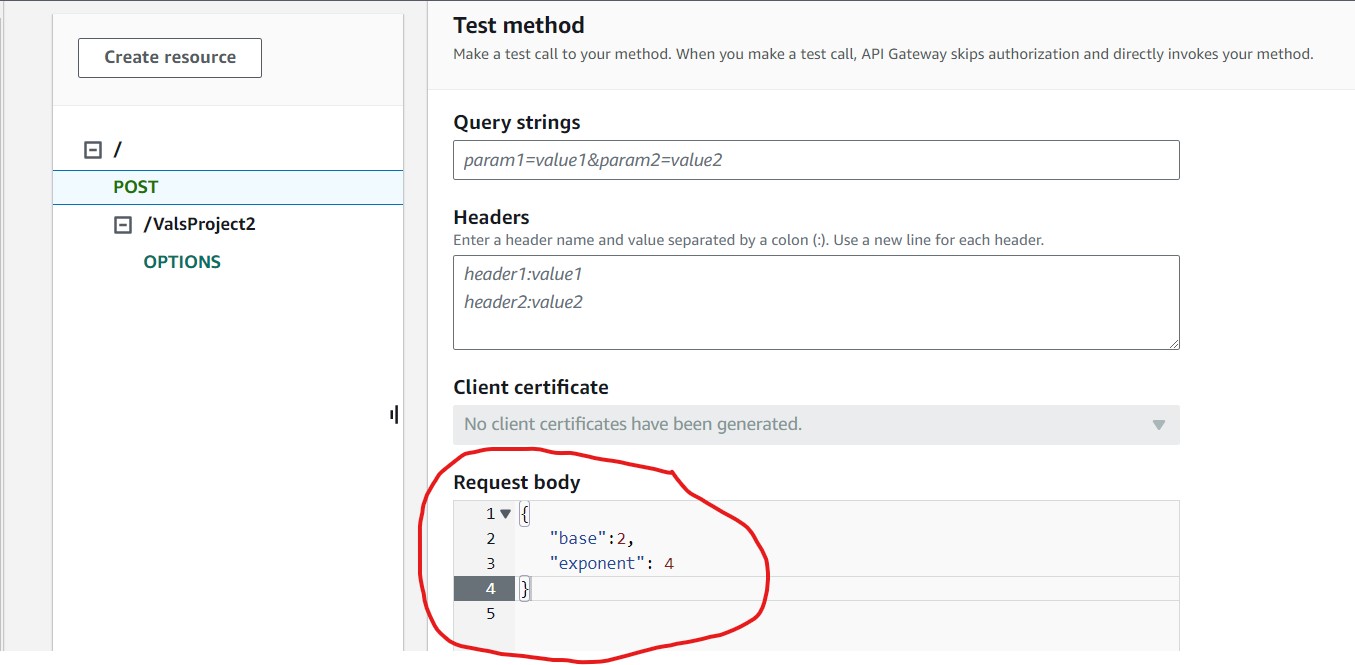 Create resource
/
POST
/ValsProject2
OPTIONS
Test method
Make a test call to your method. When you make a test call, API Gateway skips authorization and directly invokes your method.
Query strings
param1=value1&param2=value2
Headers
Enter a header name and value separated by a colon (:). Use a new line for each header.
header1:value1
header2:value2
Client certificate
No client certificates have been generated.
Request body
1 {
2 "base":2,
3 "exponent": 4
4 }
5